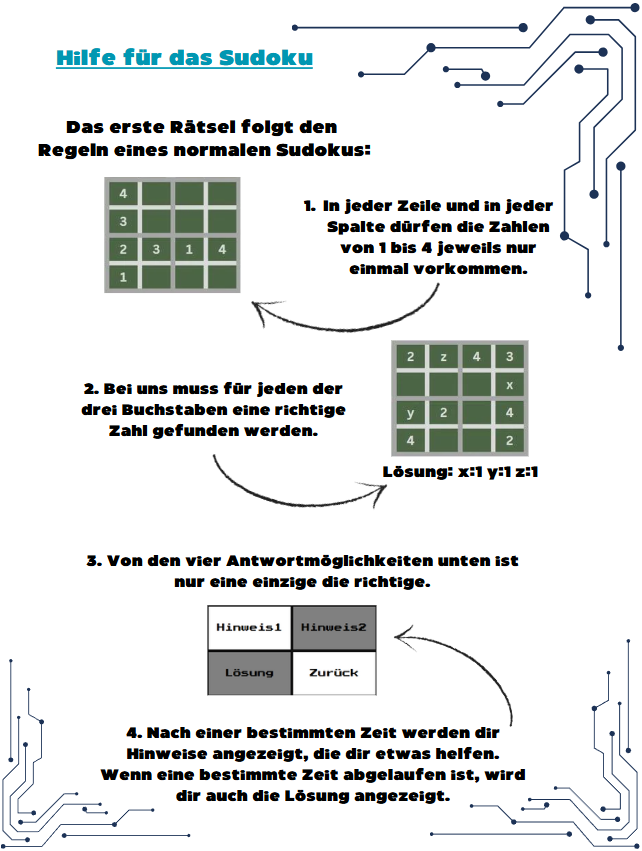 Hilfe für das Sudoku
Das erste Rätsel folgt den
Regeln eines normalen Sudokus:
4
3
2 3 1 4
1
1. In jeder Zeile und in jeder
Spalte dürfen die Zahlen
von 1 bis 4 jeweils nur
einmal vorkommen.
2. Bei uns muss für jeden der
drei Buchstaben eine richtige
Zahl gefunden werden.
2 z 4 3
x
y 2 4
4 2
Lösung: x:1 y:1 z:1
3. Von den vier Antwortmöglichkeiten unten ist
nur eine einzige die richtige.
Hinweis1 Hinweis2
Lösung Zurück
4. Nach einer bestimmten Zeit werden dir
Hinweise angezeigt, die dir etwas helfen.
Wenn eine bestimmte Zeit abgelaufen ist, wird
dir auch die Lösung angezeigt.